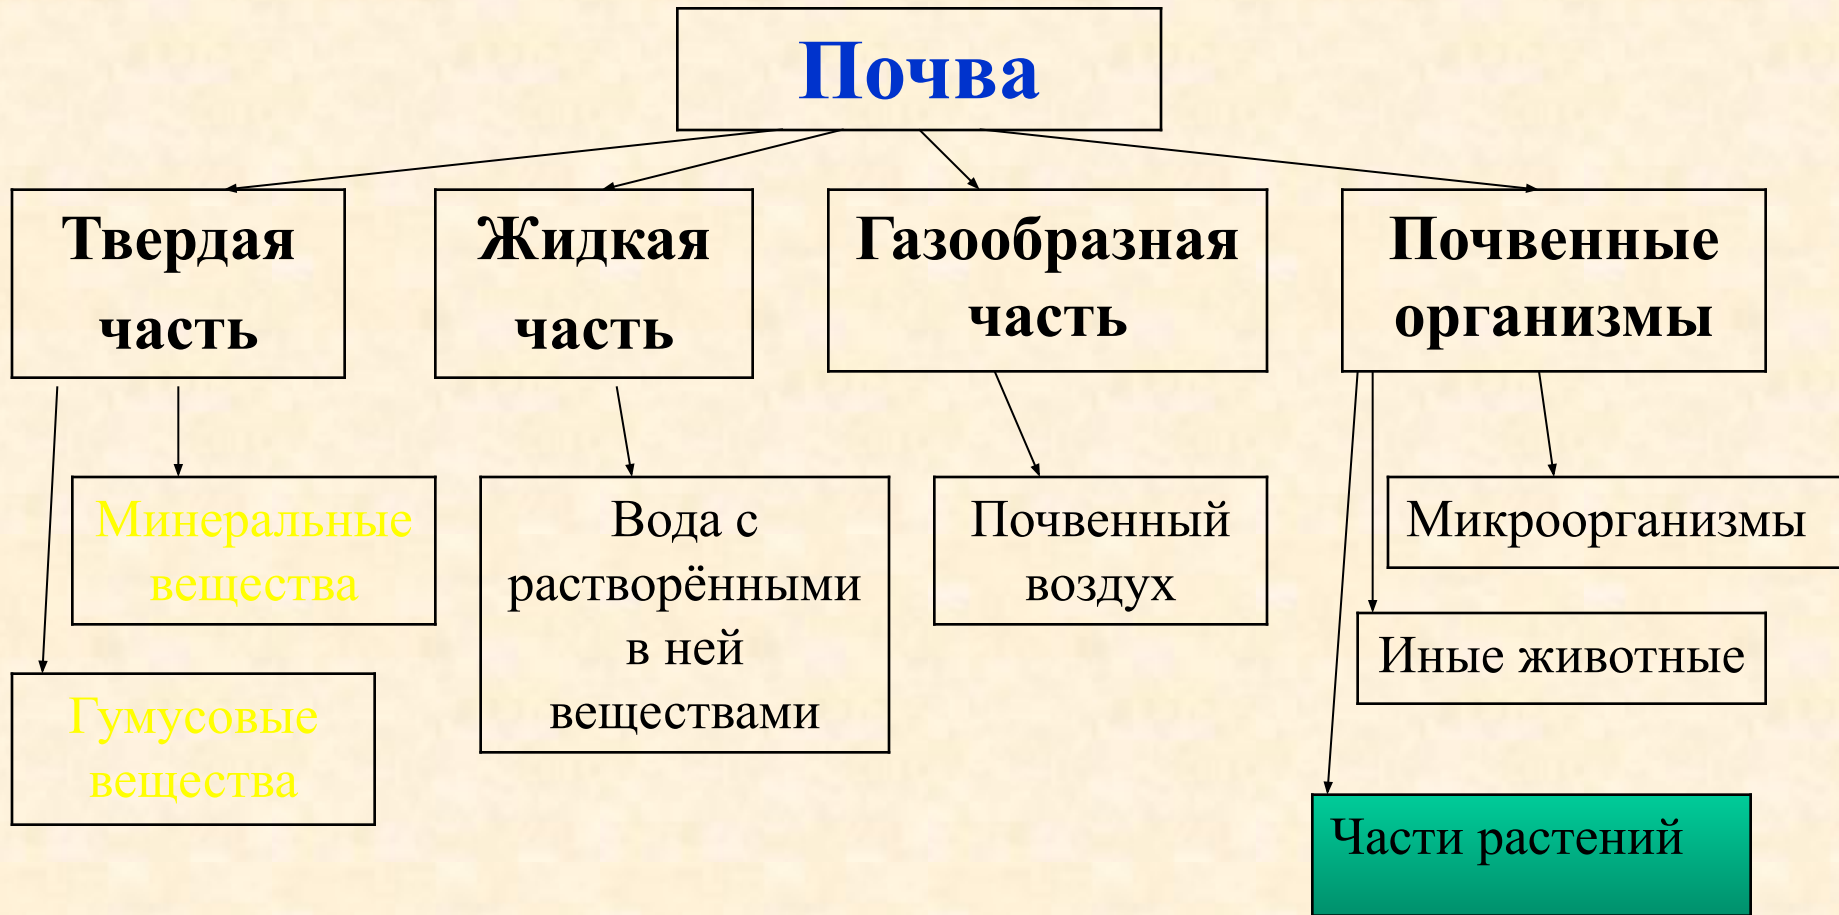 Почва
Твердая
часть
Жидкая
часть
Газообразная
часть
Почвенные
организмы
Минеральные
вещества
Гумусовые
вещества
Вода с
растворёнными
в ней
веществами
Почвенный
воздух
Микроорганизмы
Иные животные
Части растений